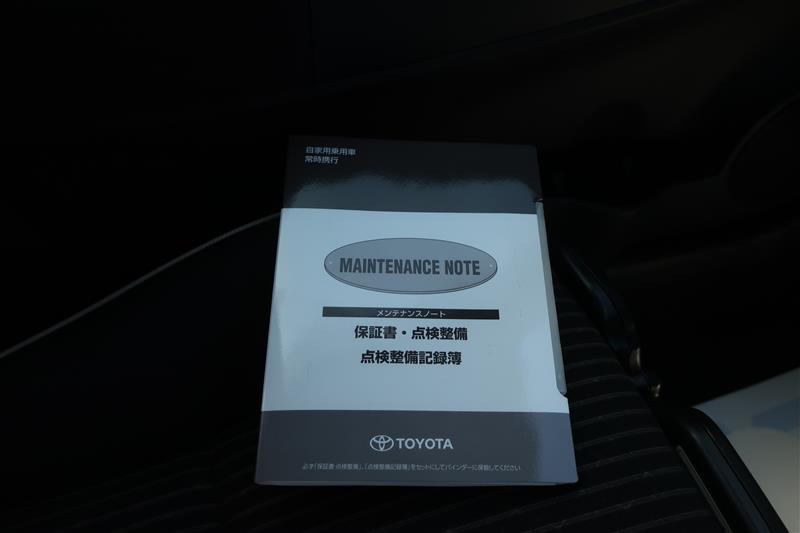 自家用乗用車
常時携行
MAINTENANCE NOTE
メンテナンスノート
保証書・点検整備
点検整備記録簿
TOYOTA
必ず「保証書・点検整備」、「点検整備記録簿」をセットにしてバインダーに保管してください